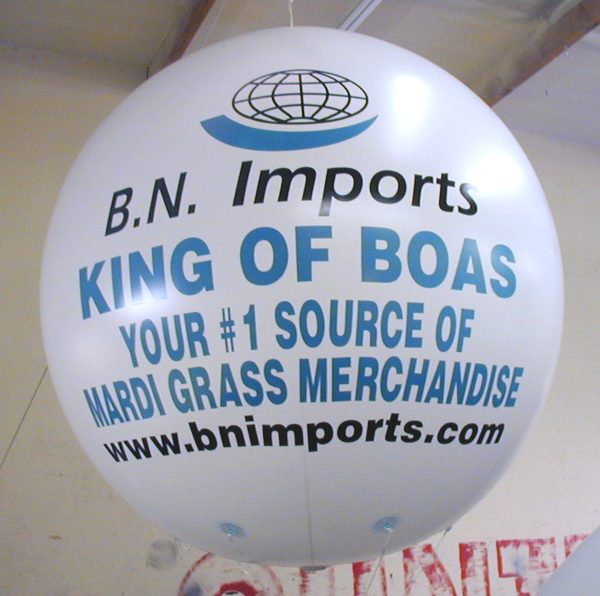 B.N. Imports
KING OF BOAS
YOUR #1 SOURCE OF
MARDI GRASS MERCHANDISE
www.bnimports.com